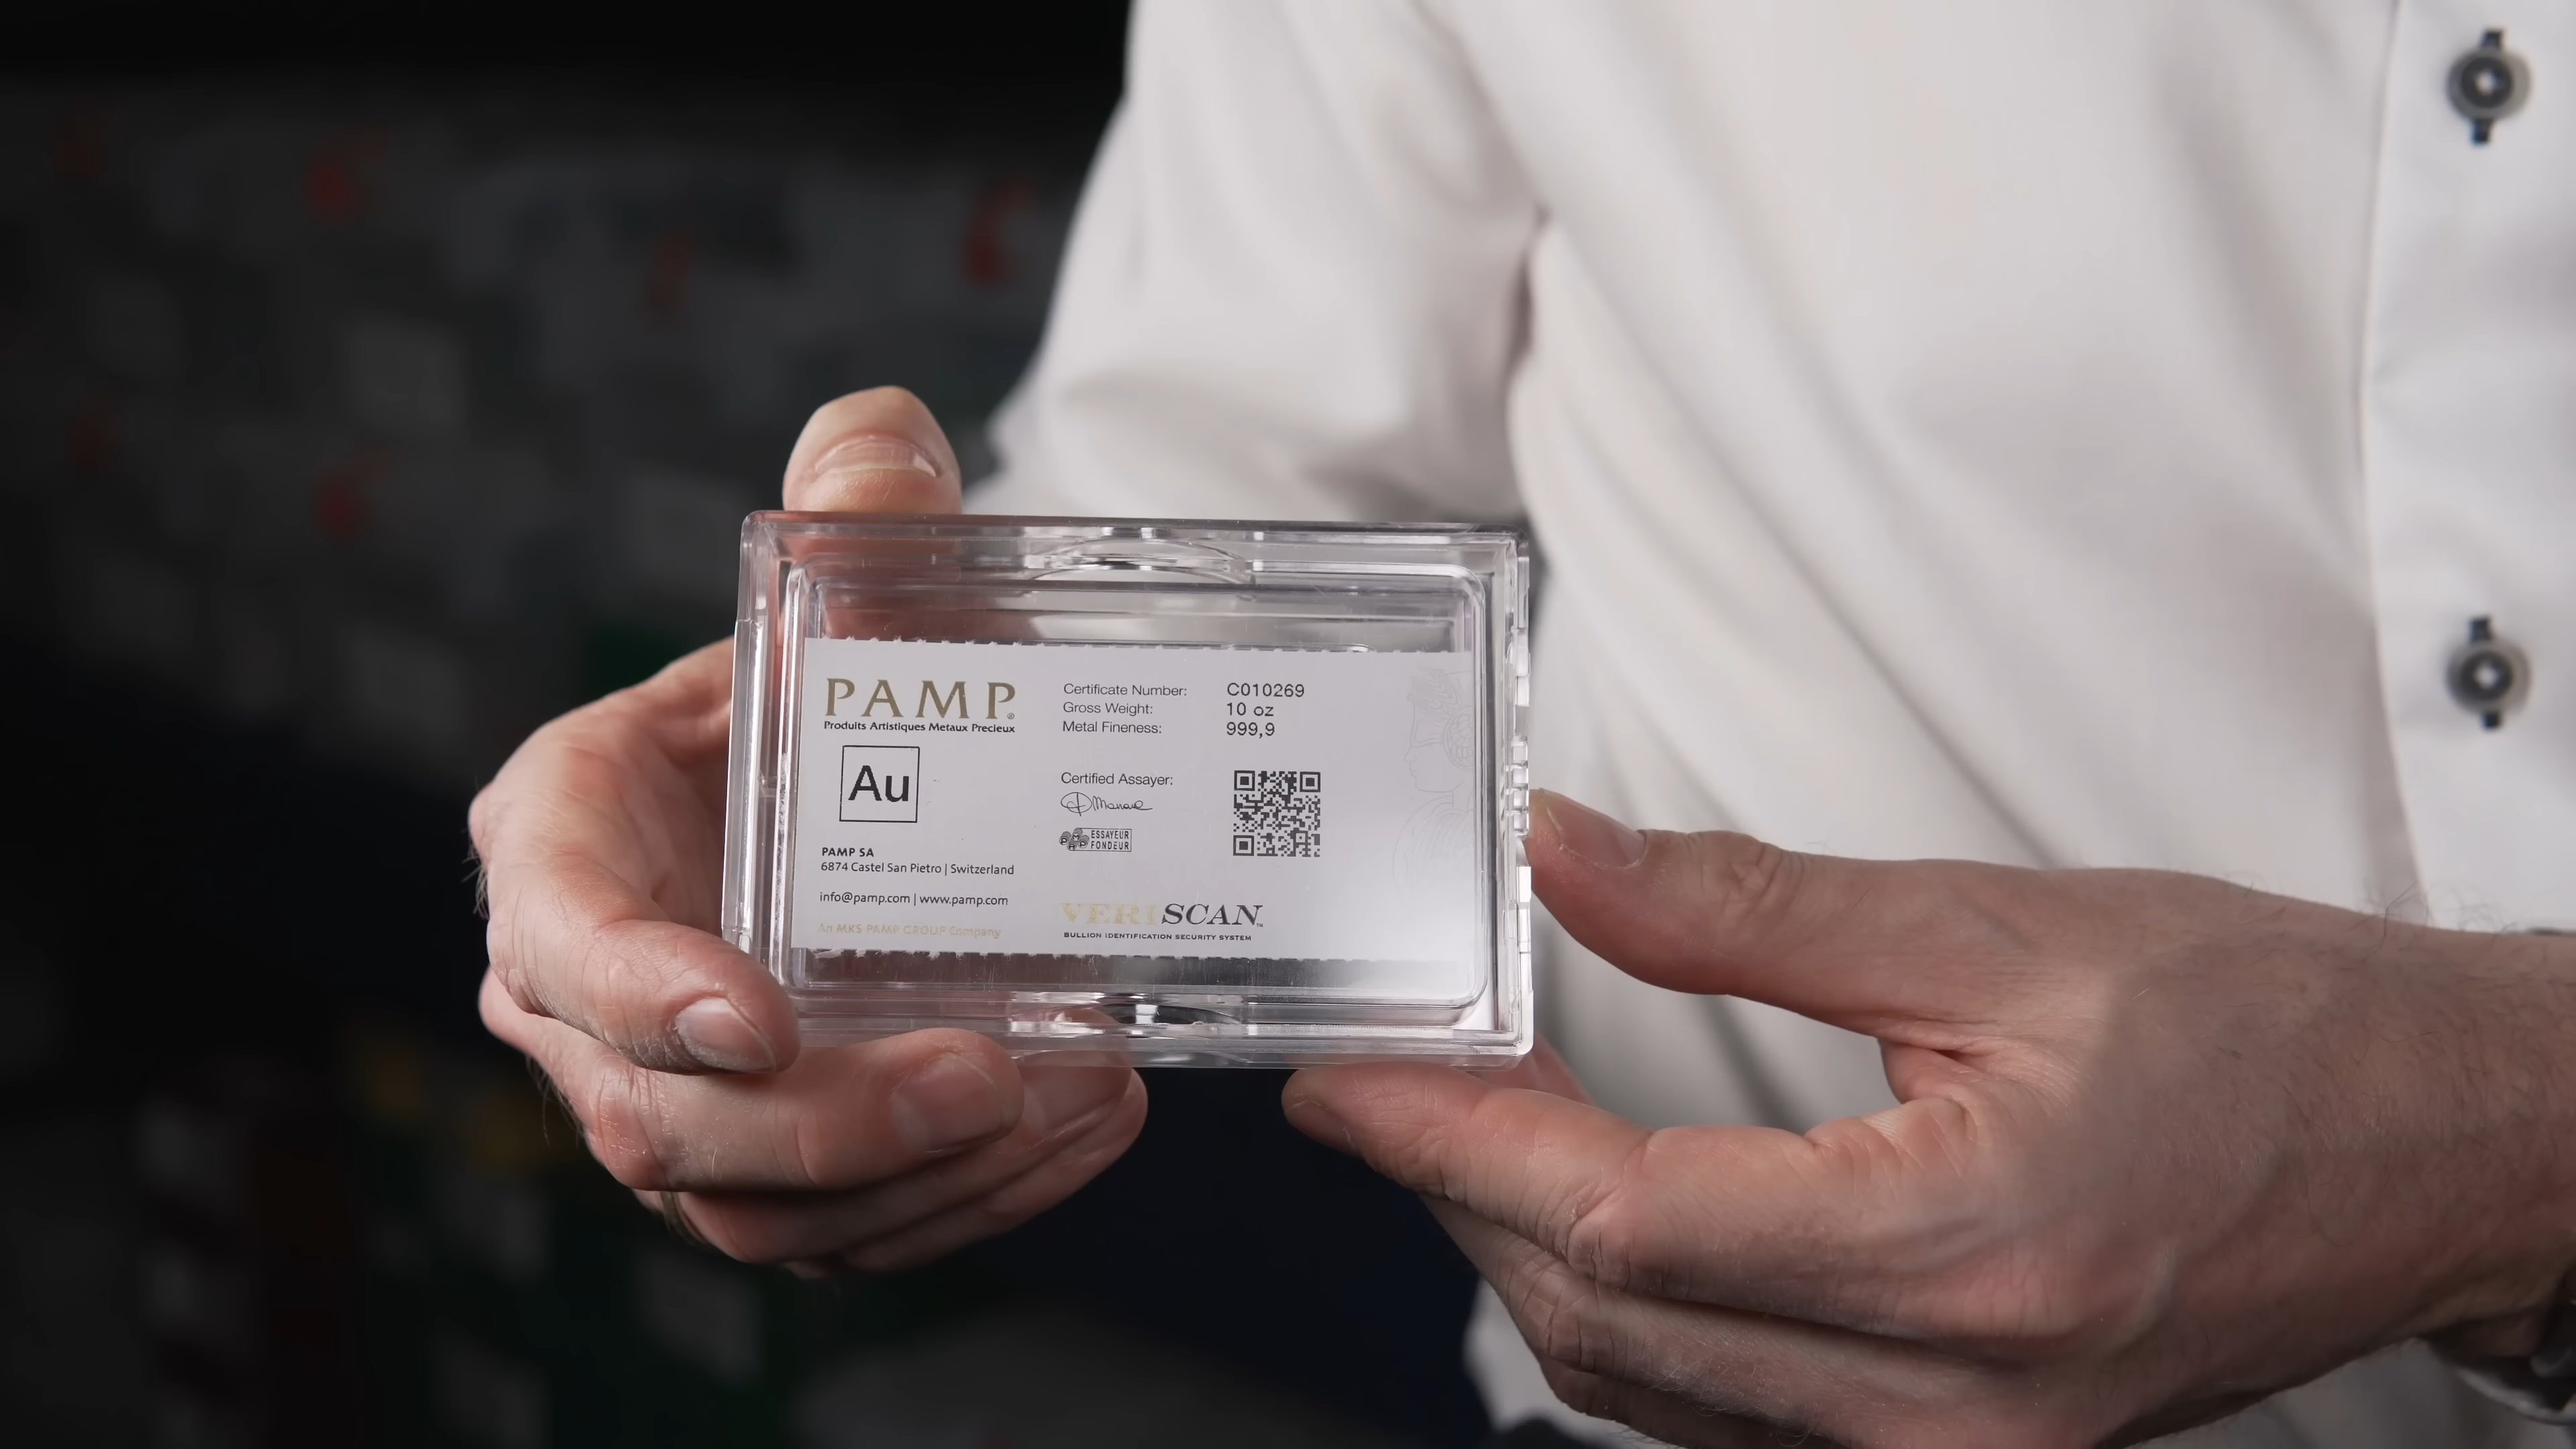 PAMP®
Produits Artistiques Metaux Precieux
Au
PAMP SA
6874 Castel San Pietro | Switzerland
info@pamp.com | www.pamp.com
An MKS PAMP GROUP Company
Certificate Number: C010269
Gross Weight: 10 oz
Metal Fineness: 999,9
Certified Assayer:
PAMP
ESSAYEUR
FONDEUR
VERISCAN™
BULLION IDENTIFICATION SECURITY SYSTEM